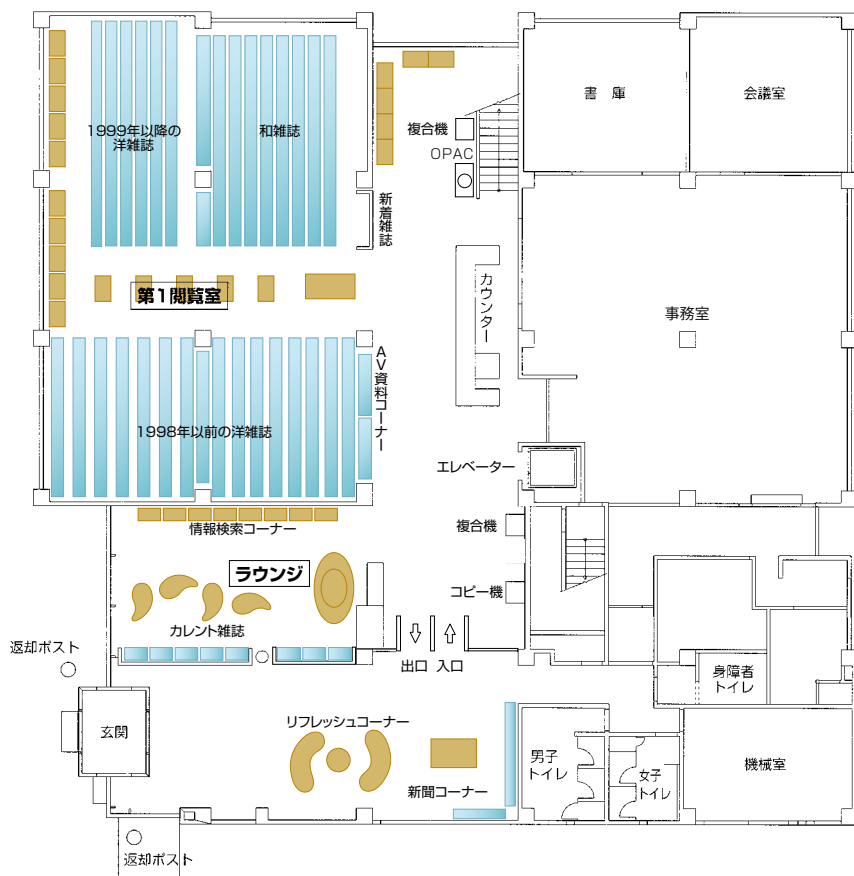 書 庫
会議室
1999年以降の
洋雑誌
和雑誌
複合機
OPAC
新着雑誌
カウンター
第1閲覧室
事務室
AV資料コーナー
1998年以前の洋雑誌
エレベーター
情報検索コーナー
複合機
ラウンジ
コピー機
カレント雑誌
返却ポスト
出口
入口
身障者
トイレ
玄関
リフレッシュコーナー
男子
トイレ
女子
トイレ
機械室
新聞コーナー
返却ポスト